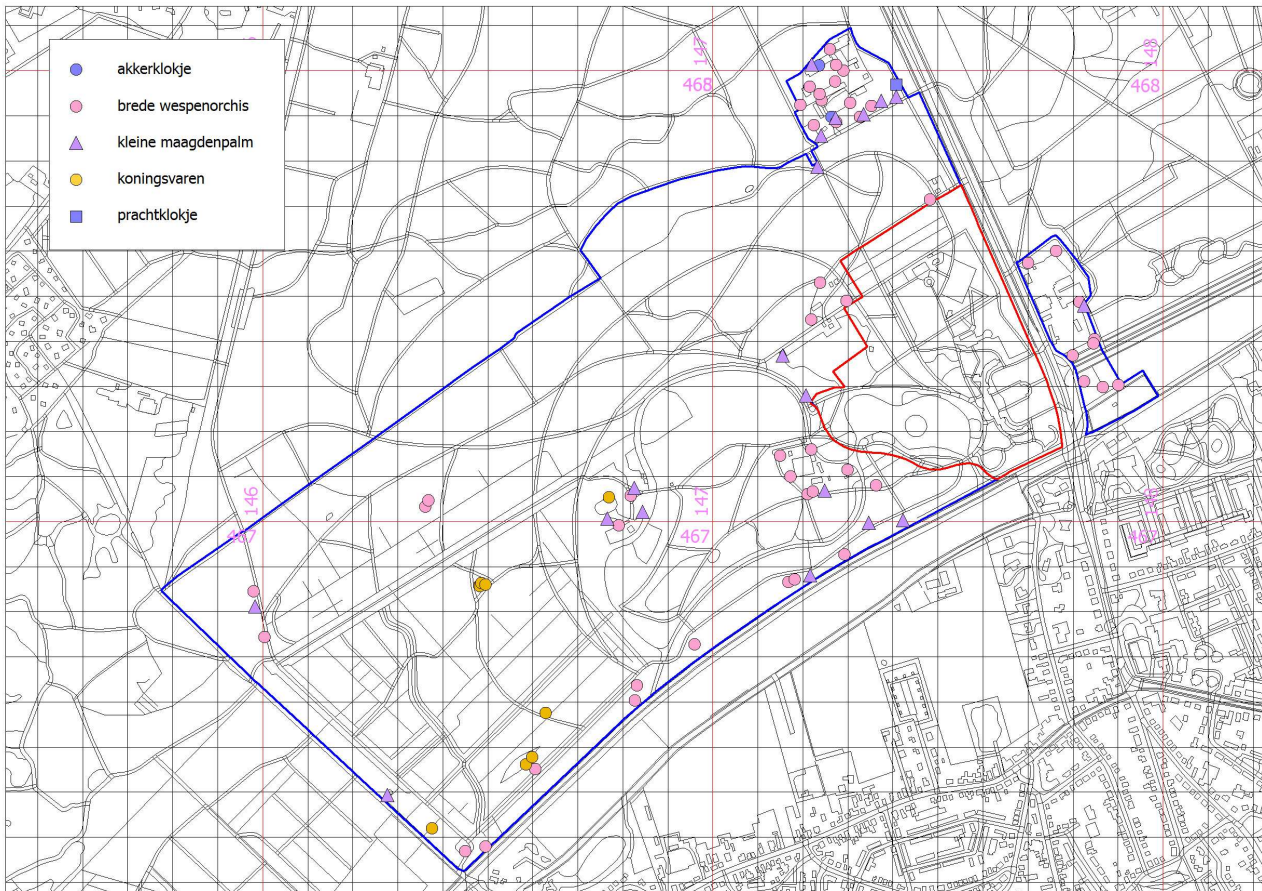 147
148
468
468
akkerklokje
brede wespenorchis
kleine maagdenpalm
koningsvaren
prachtklokje
146
147
467
467
467